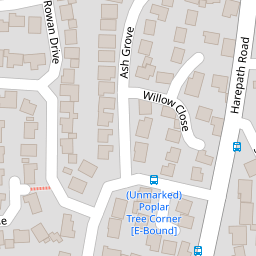 Rowan Drive
Ash Grove
Willow Close
Harepath Road
(Unmarked)
Poplar
Tree Corner
[E-Bound]